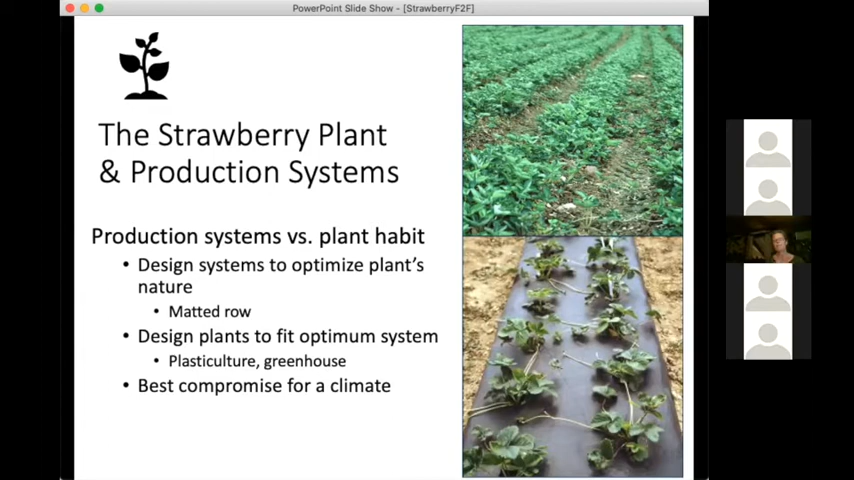 PowerPoint Slide Show - [StrawberryF2F]
The Strawberry Plant
& Production Systems
Production systems vs. plant habit
• Design systems to optimize plant's
nature
• Matted row
• Design plants to fit optimum system
• Plasticulture, greenhouse
• Best compromise for a climate